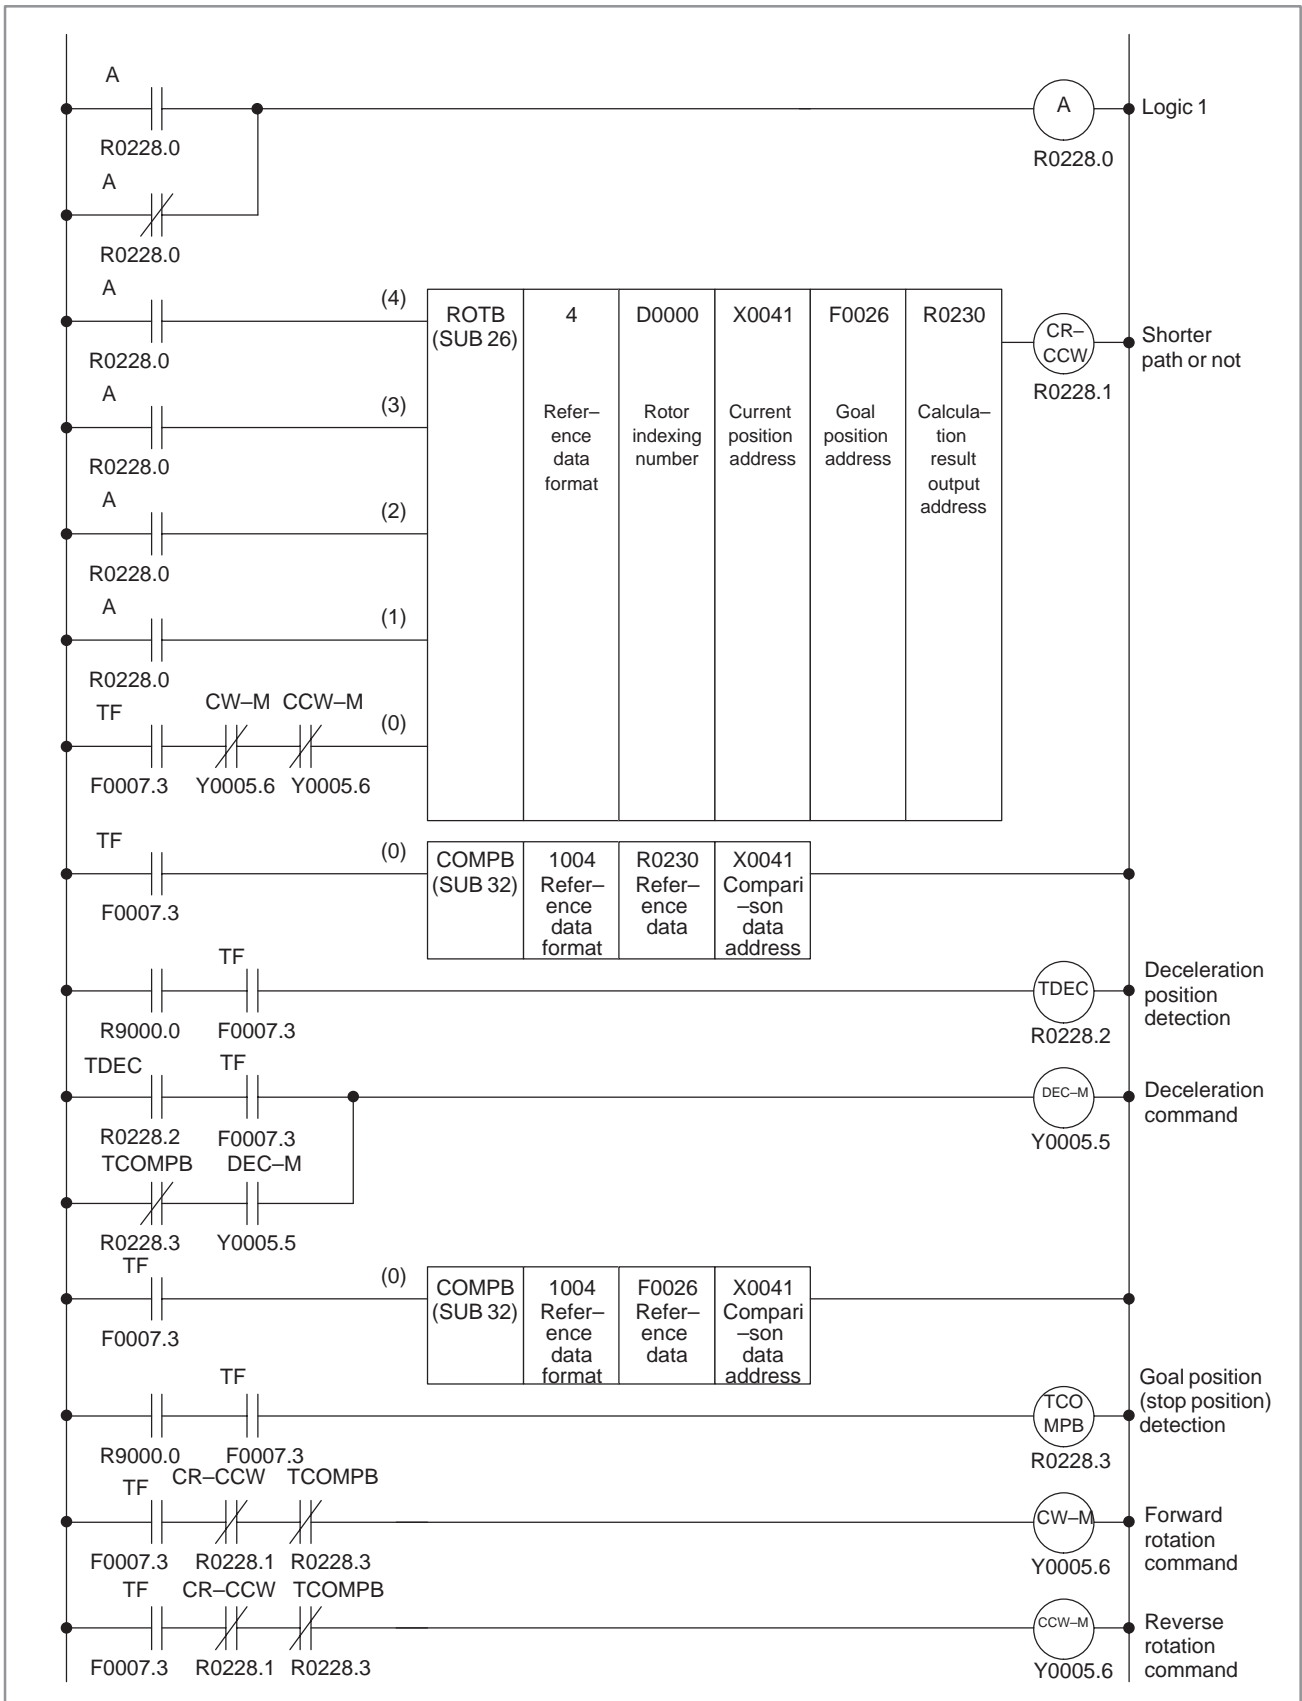 A
A
Logic 1
R0228.0
R0228.0
A
R0228.0
A
(4)
ROTB
(SUB 26)
4
D0000
X0041
F0026
R0230
CR–
CCW
Shorter
path or not
R0228.0
R0228.1
A
(3)
Refer–
ence
data
format
Rotor
indexing
number
Current
position
address
Goal
position
address
Calcula–
tion
result
output
address
R0228.0
A
(2)
R0228.0
A
(1)
R0228.0
TF
CW–M
CCW–M
(0)
F0007.3
Y0005.6
Y0005.6
TF
(0)
COMPB
(SUB 32)
1004
Refer–
ence
data
format
R0230
Refer–
ence
data
X0041
Compari
–son
data
address
F0007.3
TF
TDEC
Deceleration
position
detection
R9000.0
F0007.3
R0228.2
TDEC
TF
DEC–M
Deceleration
command
R0228.2
F0007.3
Y0005.5
TCOMPB
DEC–M
R0228.3
Y0005.5
TF
(0)
COMPB
(SUB 32)
1004
Refer–
ence
data
format
F0026
Refer–
ence
data
X0041
Compari
–son
data
address
F0007.3
TF
TCO
MPB
Goal position
(stop position)
detection
R9000.0
F0007.3
R0228.3
TF
CR–CCW
TCOMPB
CW–M
Forward
rotation
command
F0007.3
R0228.1
R0228.3
Y0005.6
TF
CR–CCW
TCOMPB
CCW–M
Reverse
rotation
command
F0007.3
R0228.1
R0228.3
Y0005.6